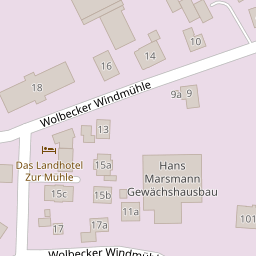 10
14
16
Wolbecker Windmühle
18
9a
9
13
Das Landhotel
Zur Mühle
15a
Hans
Marsmann
Gewächshausbau
15c
15b
11a
17
17a
101
Wolbecker Windmühle